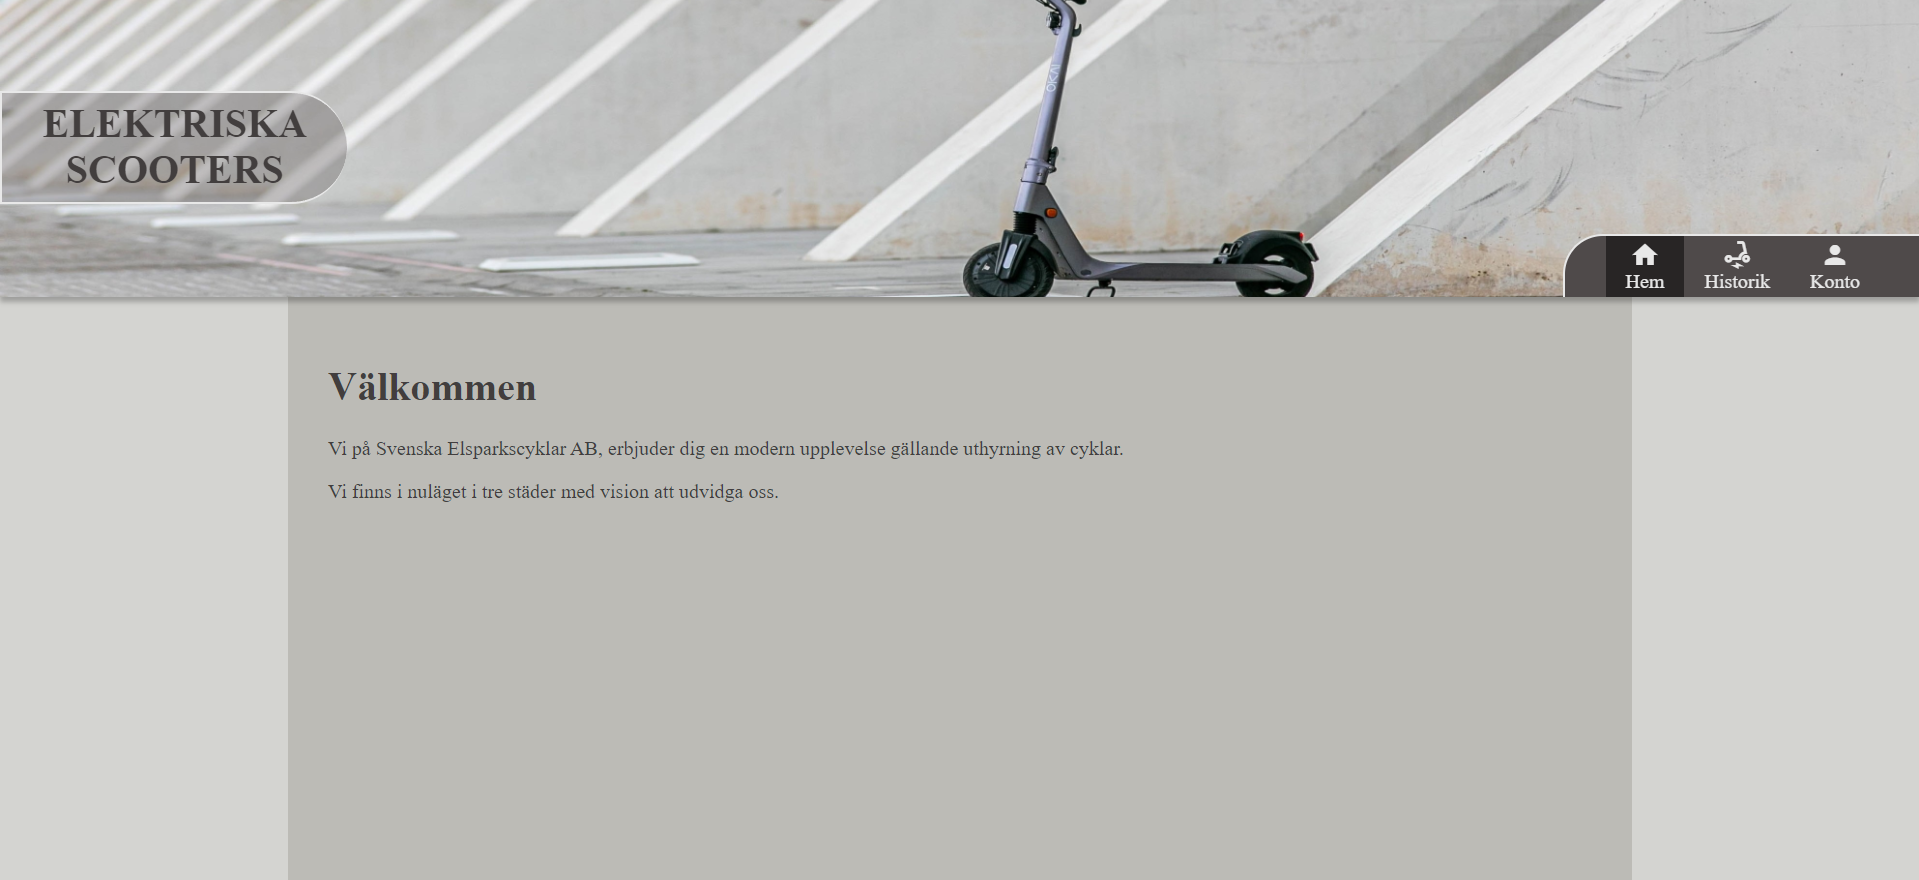 OKAI
ELEKTRISKA
SCOOTERS
Hem
Historik
Konto
Välkommen
Vi på Svenska Elsparkscyklar AB, erbjuder dig en modern upplevelse gällande uthyrning av cyklar.
Vi finns i nuläget i tre städer med vision att udvidga oss.